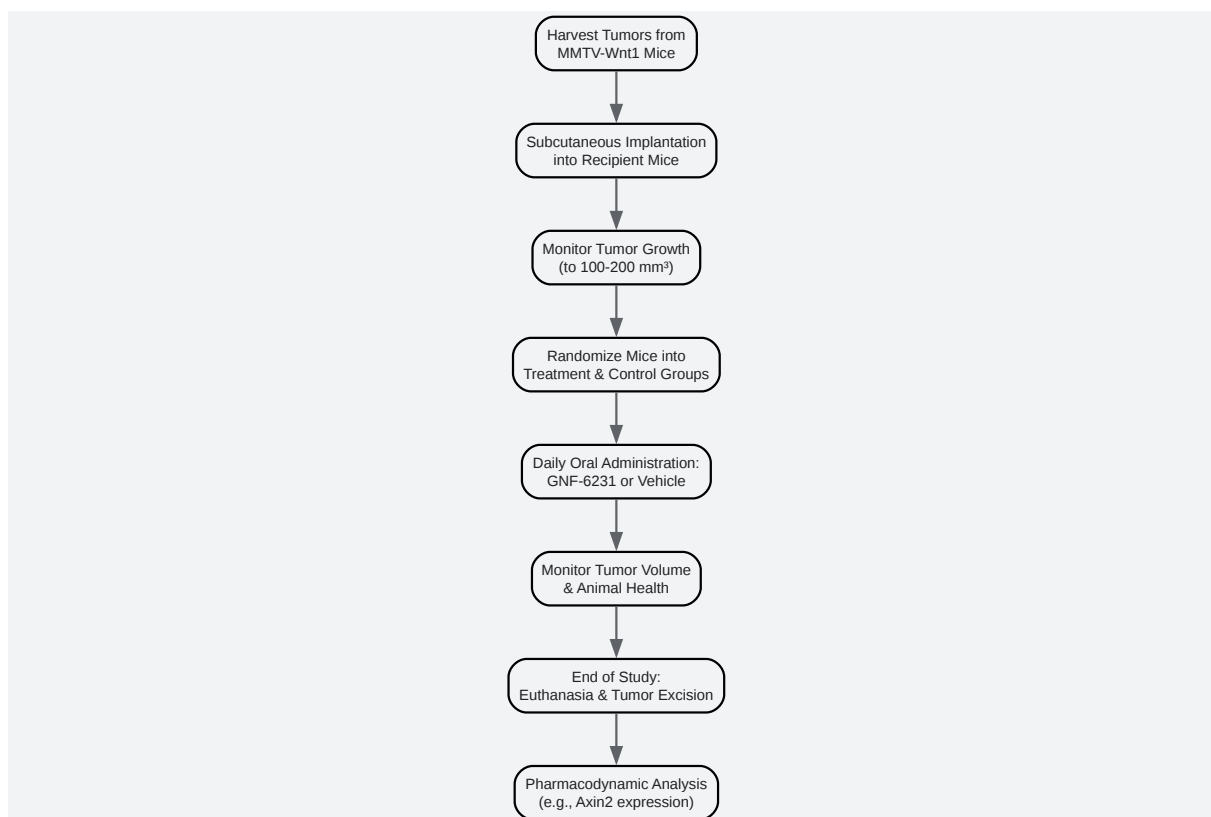 Harvest Tumors from
MMTV-Wnt1 Mice
Subcutaneous Implantation
into Recipient Mice
Monitor Tumor Growth
(to 100-200 mm³)
Randomize Mice into
Treatment & Control Groups
Daily Oral Administration:
GNF-6231 or Vehicle
Monitor Tumor Volume
& Animal Health
End of Study:
Euthanasia & Tumor Excision
Pharmacodynamic Analysis
(e.g., Axin2 expression)